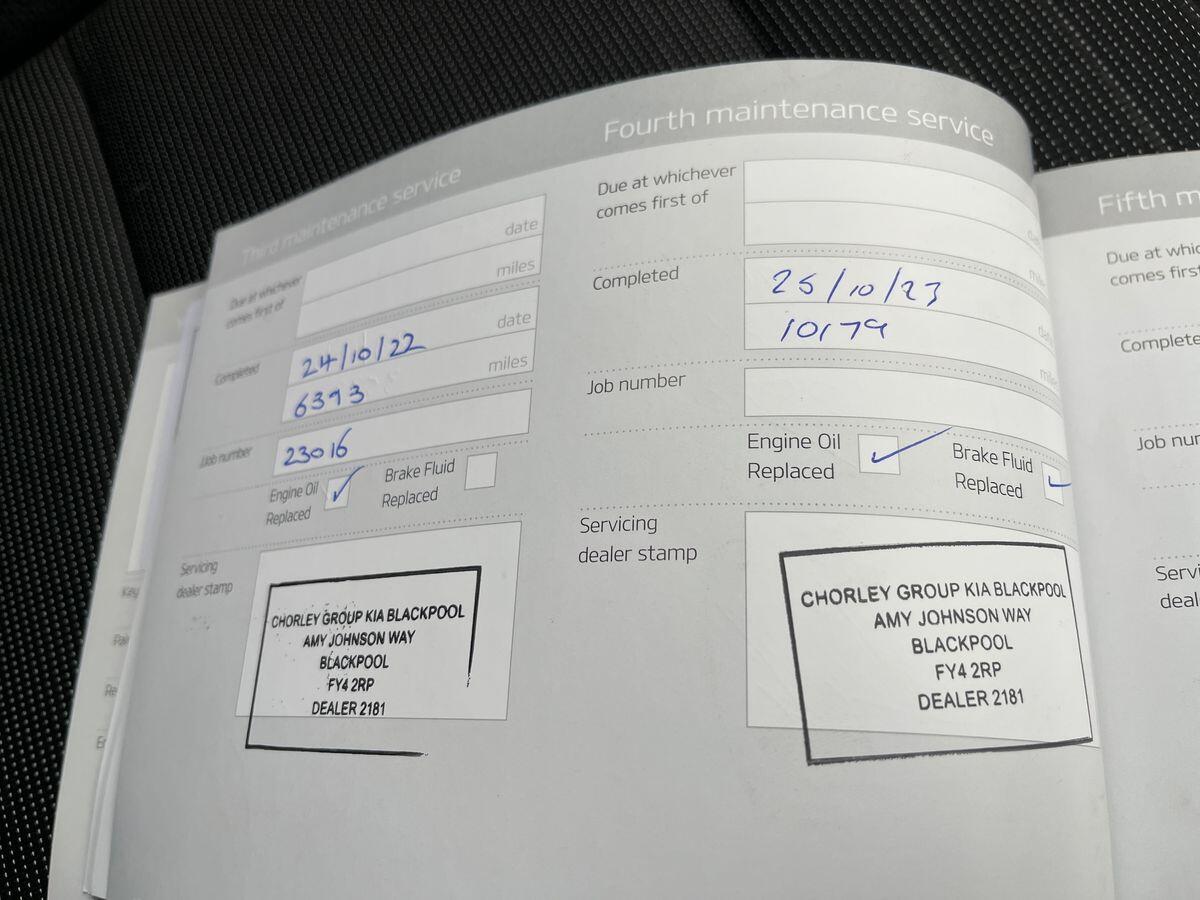 Third maintenance service
Due at whichever
comes first of
date
miles
Completed
24/10/22
date
6393
miles
Job number
23016
Engine Oil
Replaced
Brake Fluid
Replaced
Servicing
dealer stamp
CHORLEY GROUP KIA BLACKPOOL
AMY JOHNSON WAY
BLACKPOOL
FY4 2RP
DEALER 2181
Fourth maintenance service
Due at whichever
comes first of
Completed
25/10/23
10179
Job number
Engine Oil
Replaced
Brake Fluid
Replaced
Servicing
dealer stamp
CHORLEY GROUP KIA BLACKPOOL
AMY JOHNSON WAY
BLACKPOOL
FY4 2RP
DEALER 2181
Fifth m
Due at whic
comes first
Complete
Job nur
Servi
deal